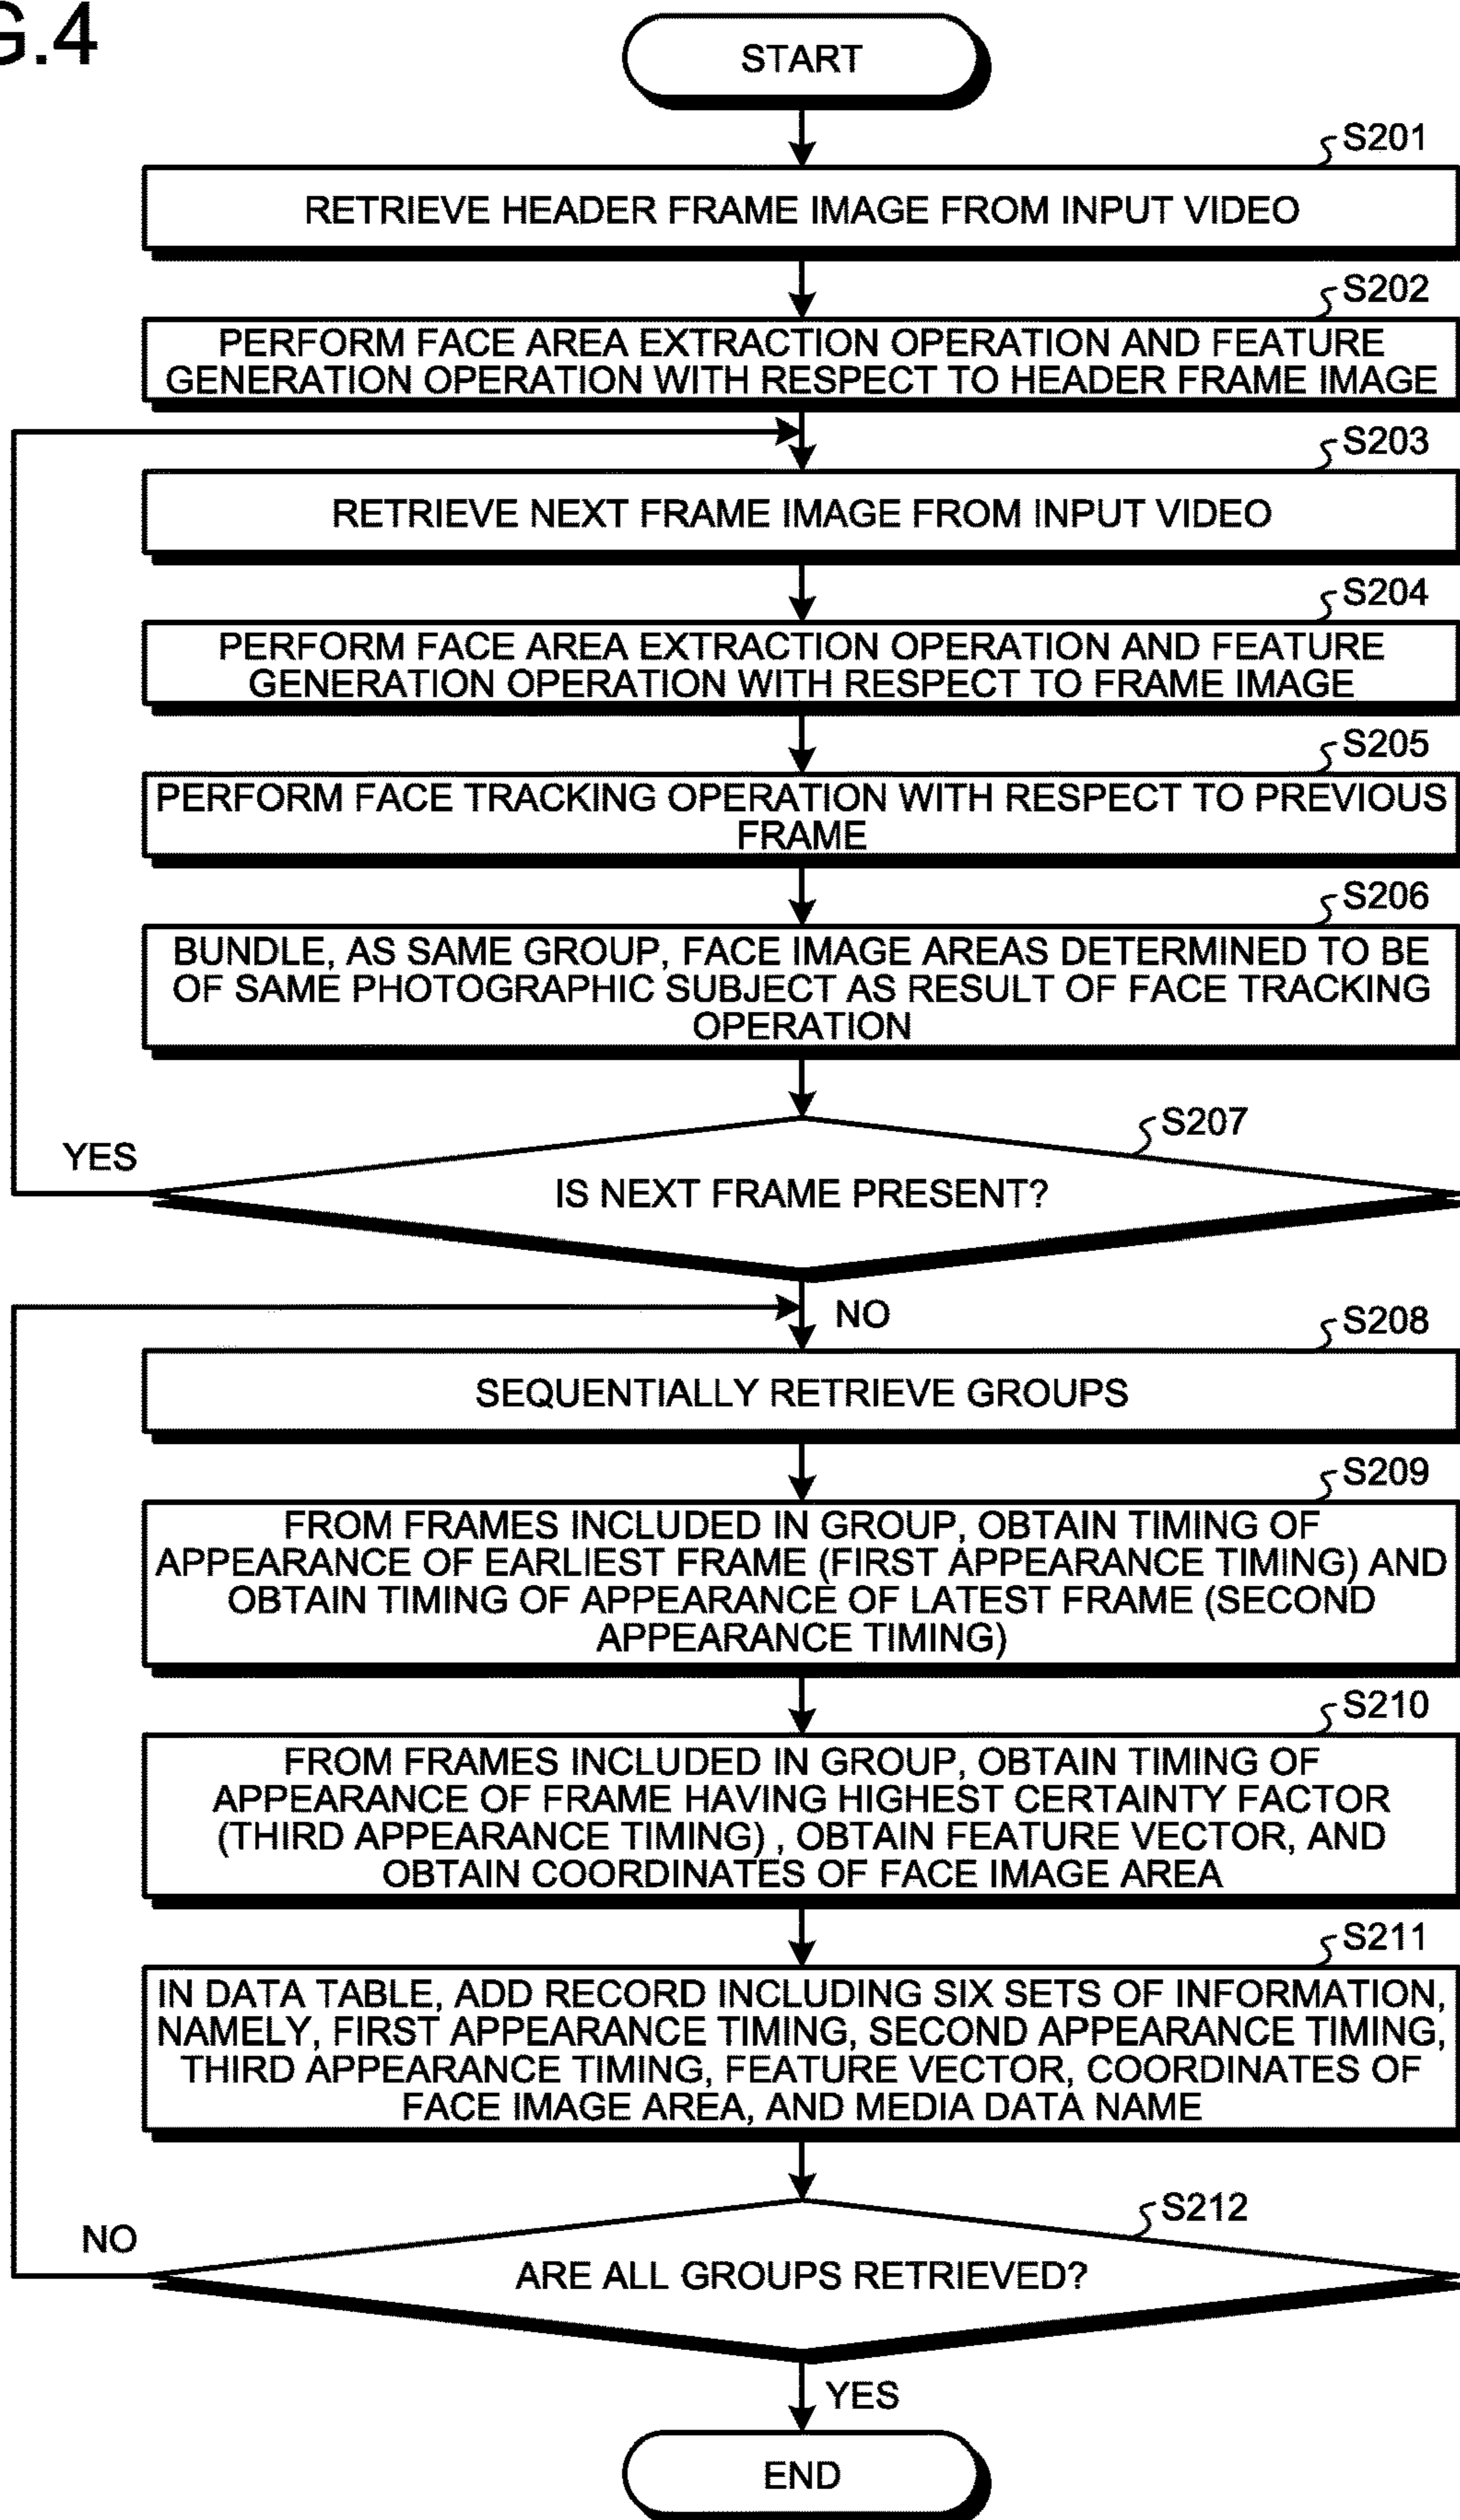 G.4
START
S201
RETRIEVE HEADER FRAME IMAGE FROM INPUT VIDEO
S202
PERFORM FACE AREA EXTRACTION OPERATION AND FEATURE
GENERATION OPERATION WITH RESPECT TO HEADER FRAME IMAGE
S203
RETRIEVE NEXT FRAME IMAGE FROM INPUT VIDEO
S204
PERFORM FACE AREA EXTRACTION OPERATION AND FEATURE
GENERATION OPERATION WITH RESPECT TO FRAME IMAGE
S205
PERFORM FACE TRACKING OPERATION WITH RESPECT TO PREVIOUS
FRAME
S206
BUNDLE, AS SAME GROUP, FACE IMAGE AREAS DETERMINED TO BE
OF SAME PHOTOGRAPHIC SUBJECT AS RESULT OF FACE TRACKING
OPERATION
S207
YES
IS NEXT FRAME PRESENT?
NO
S208
SEQUENTIALLY RETRIEVE GROUPS
S209
FROM FRAMES INCLUDED IN GROUP, OBTAIN TIMING OF
APPEARANCE OF EARLIEST FRAME (FIRST APPEARANCE TIMING) AND
OBTAIN TIMING OF APPEARANCE OF LATEST FRAME (SECOND
APPEARANCE TIMING)
S210
FROM FRAMES INCLUDED IN GROUP, OBTAIN TIMING OF
APPEARANCE OF FRAME HAVING HIGHEST CERTAINTY FACTOR
(THIRD APPEARANCE TIMING) , OBTAIN FEATURE VECTOR, AND
OBTAIN COORDINATES OF FACE IMAGE AREA
S211
IN DATA TABLE, ADD RECORD INCLUDING SIX SETS OF INFORMATION,
NAMELY, FIRST APPEARANCE TIMING, SECOND APPEARANCE TIMING,
THIRD APPEARANCE TIMING, FEATURE VECTOR, COORDINATES OF
FACE IMAGE AREA, AND MEDIA DATA NAME
S212
NO
ARE ALL GROUPS RETRIEVED?
YES
END